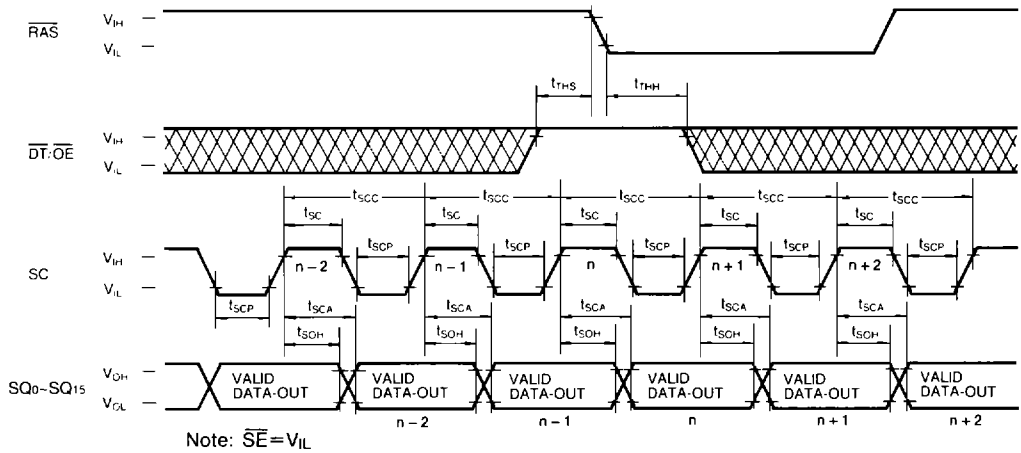 RAS
VIH
VIL
tTHS
tTHH
DT/OE
VIH
VIL
tSCC tSCC tSCC tSCC tSCC
tSC tSC tSC tSC tSC
tSCP tSCP tSCP tSCP tSCP
SC
VIH
VIL
n−2 n−1 n n+1 n+2
tSCP
tSCA tSCA tSCA tSCA tSCA
tSOH tSOH tSOH tSOH tSOH
SQ0~SQ15
VOH
VOL
VALID VALID VALID VALID VALID VALID
DATA-OUT DATA-OUT DATA-OUT DATA-OUT DATA-OUT DATA-OUT
n−2 n−1 n n+1 n+2
Note: SE=VIL